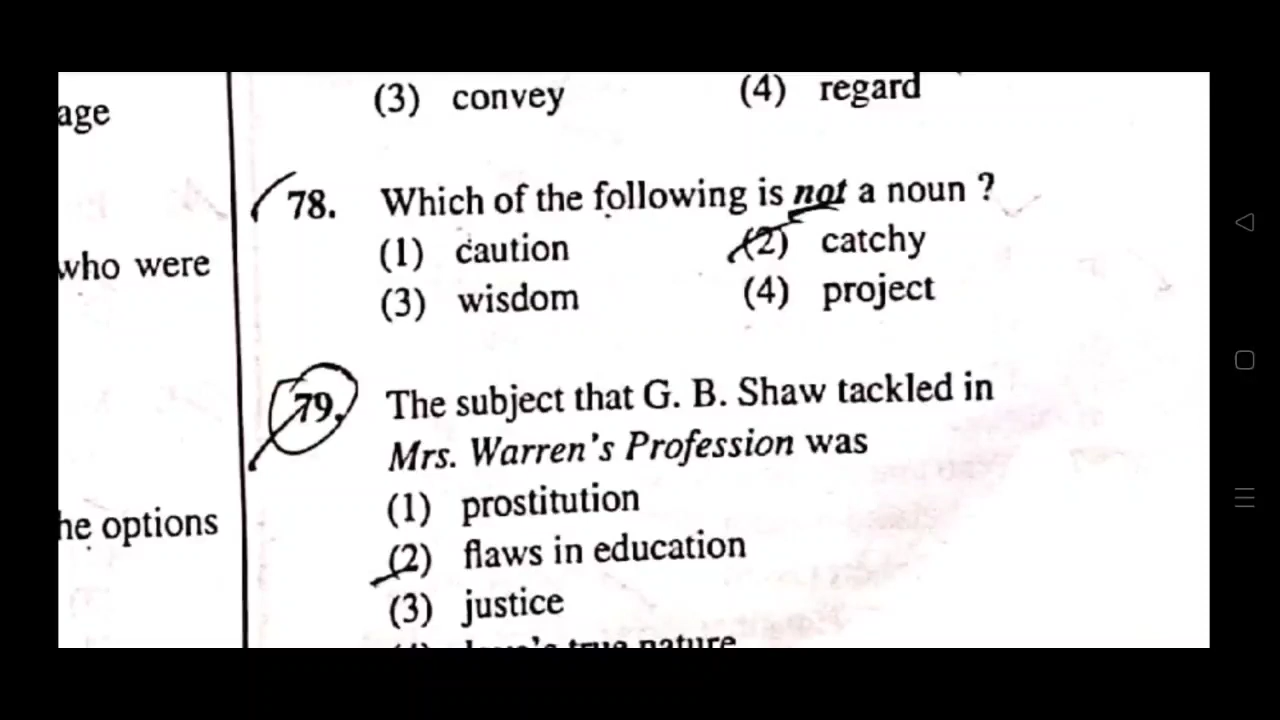 age
(3) convey (4) regard
78. Which of the following is not a noun ?
(1) caution (2) catchy
who were
(3) wisdom (4) project
79. The subject that G. B. Shaw tackled in
Mrs. Warren's Profession was
(1) prostitution
he options
(2) flaws in education
(3) justice
true nature